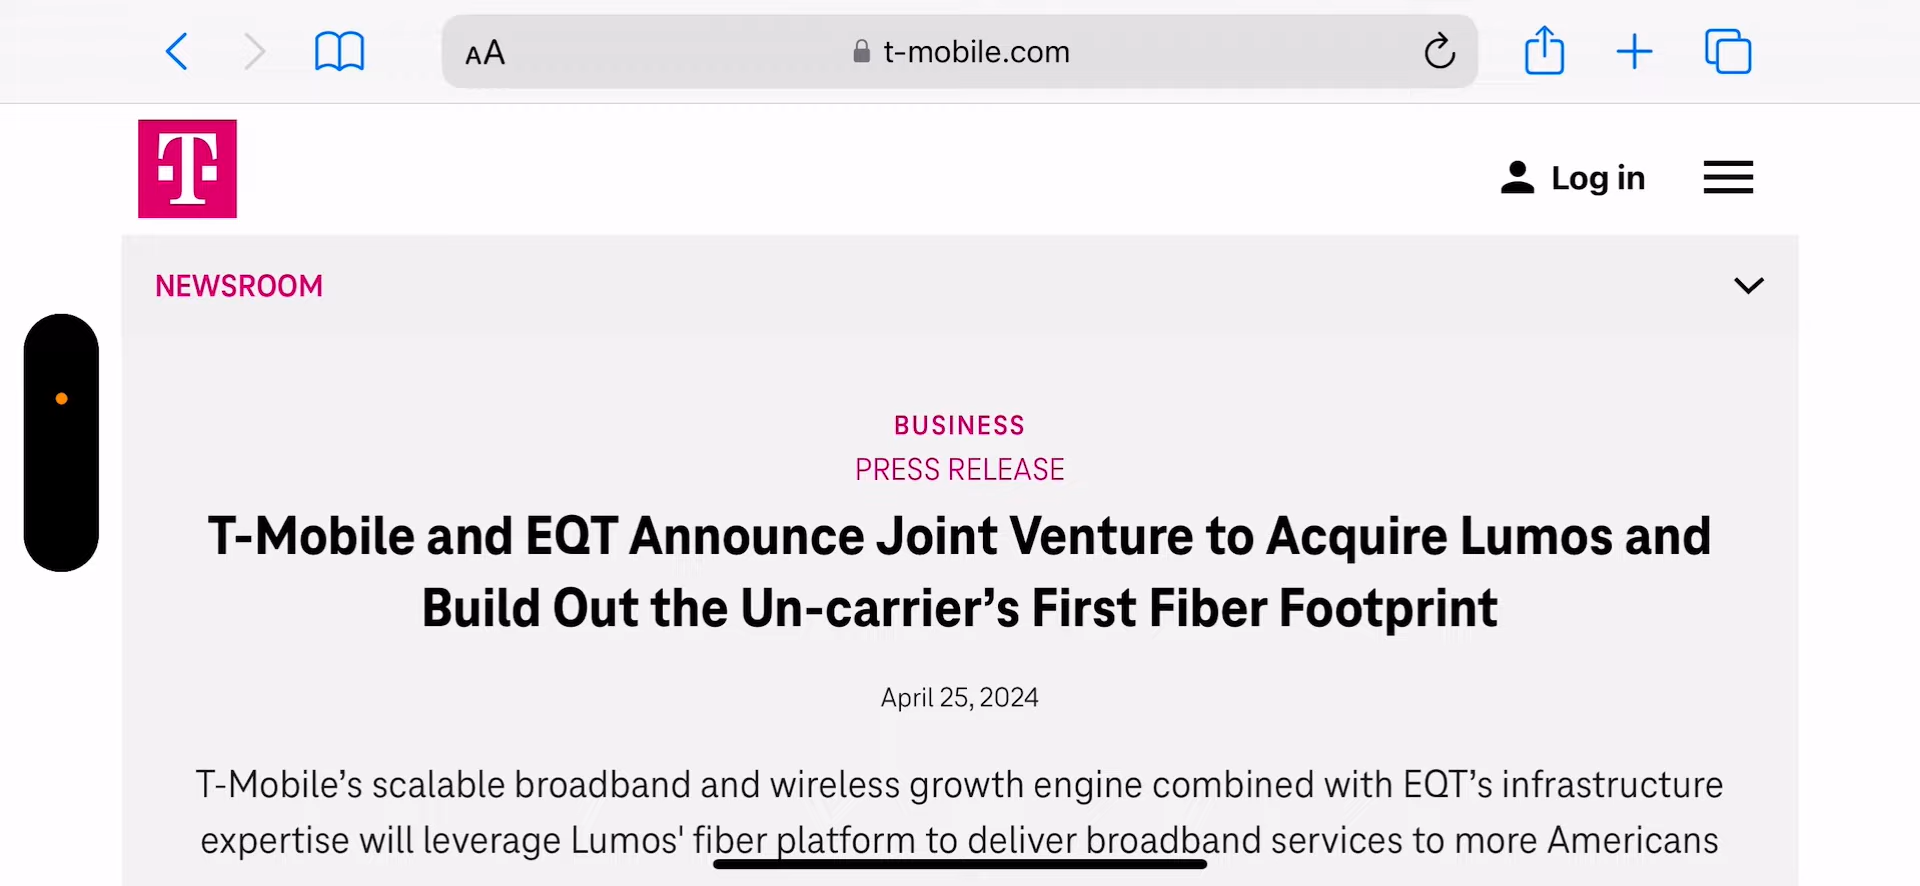 AA
t-mobile.com
T
Log in
NEWSROOM
BUSINESS
PRESS RELEASE
T-Mobile and EQT Announce Joint Venture to Acquire Lumos and
Build Out the Un-carrier’s First Fiber Footprint
April 25, 2024
T-Mobile’s scalable broadband and wireless growth engine combined with EQT’s infrastructure
expertise will leverage Lumos' fiber platform to deliver broadband services to more Americans